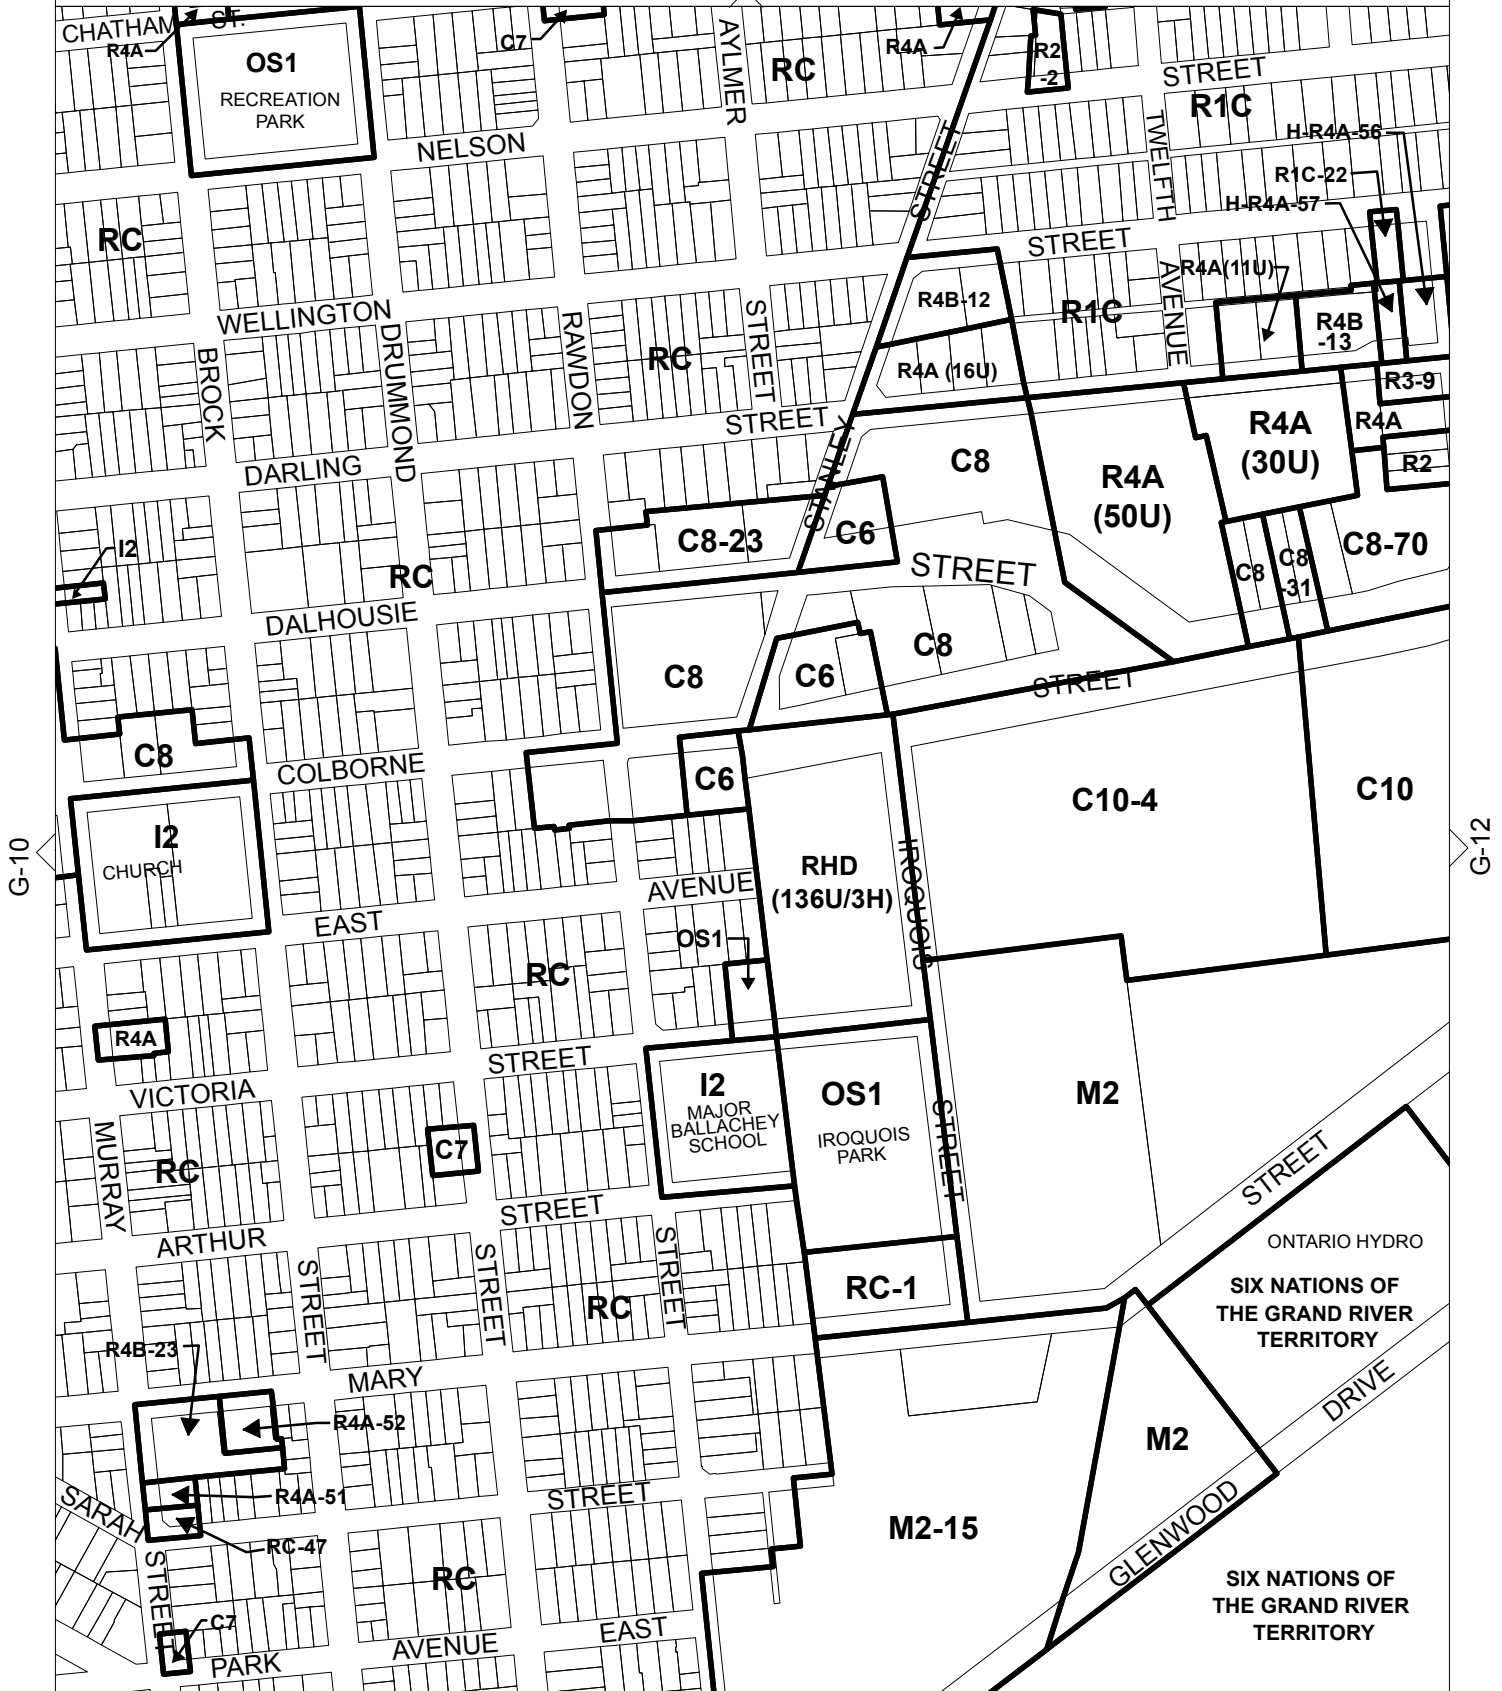 CHATHAM ST.
R4A
OS1
RECREATION
PARK
C7
AYLMER
RC
R4A
R2
-2
STREET
R1C
H-R4A-56
NELSON
TWELFTH
R1C-22
H-R4A-57
STREET
RC
STREET
R4A(11U)
AVENUE
R4B-12
R1C
R4B
-13
WELLINGTON
DRUMMOND
RAWDON
STREET
BROCK
RC
R4A (16U)
R3-9
R4A
R2
STREET
STANLEY
DARLING
C8
R4A
(50U)
R4A
(30U)
C8-23
C6
C8-70
I2
RC
STREET
C8
C8
-31
DALHOUSIE
C8
C6
C8
STREET
C8
COLBORNE
C6
C10-4
C10
G-10
G-12
I2
CHURCH
RHD
(136U/3H)
IROQUOIS
AVENUE
EAST
OS1
RC
R4A
STREET
VICTORIA
I2
MAJOR
BALLACHEY
SCHOOL
OS1
IROQUOIS
PARK
STREET
M2
MURRAY
RC
C7
STREET
STREET
ARTHUR
STREET
STREET
STREET
ONTARIO HYDRO
SIX NATIONS OF
THE GRAND RIVER
TERRITORY
RC-1
RC
R4B-23
MARY
DRIVE
R4A-52
M2
R4A-51
STREET
SARAH
STREET
RC-47
M2-15
GLENWOOD
RC
SIX NATIONS OF
THE GRAND RIVER
TERRITORY
C7
PARK
AVENUE
EAST